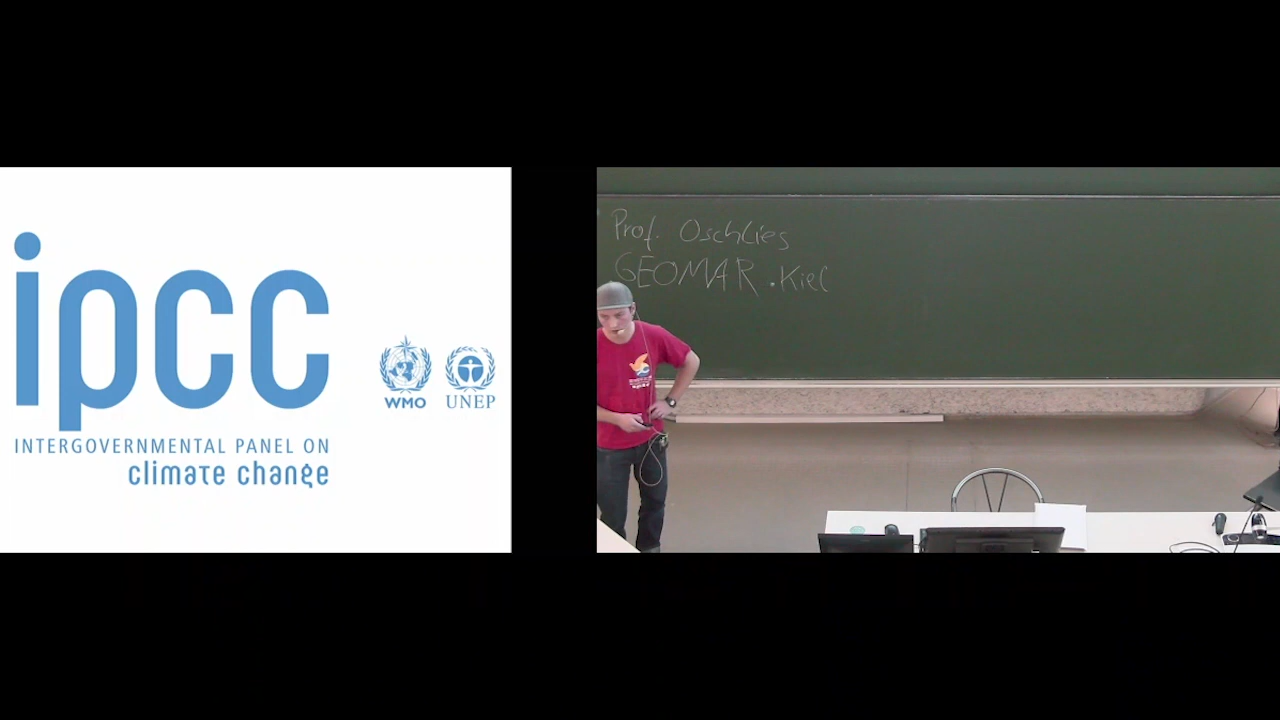 ipcc
INTERGOVERNMENTAL PANEL ON
climate change
WMO
UNEP
Prof. Oschlies
GEOMAR · Kiel